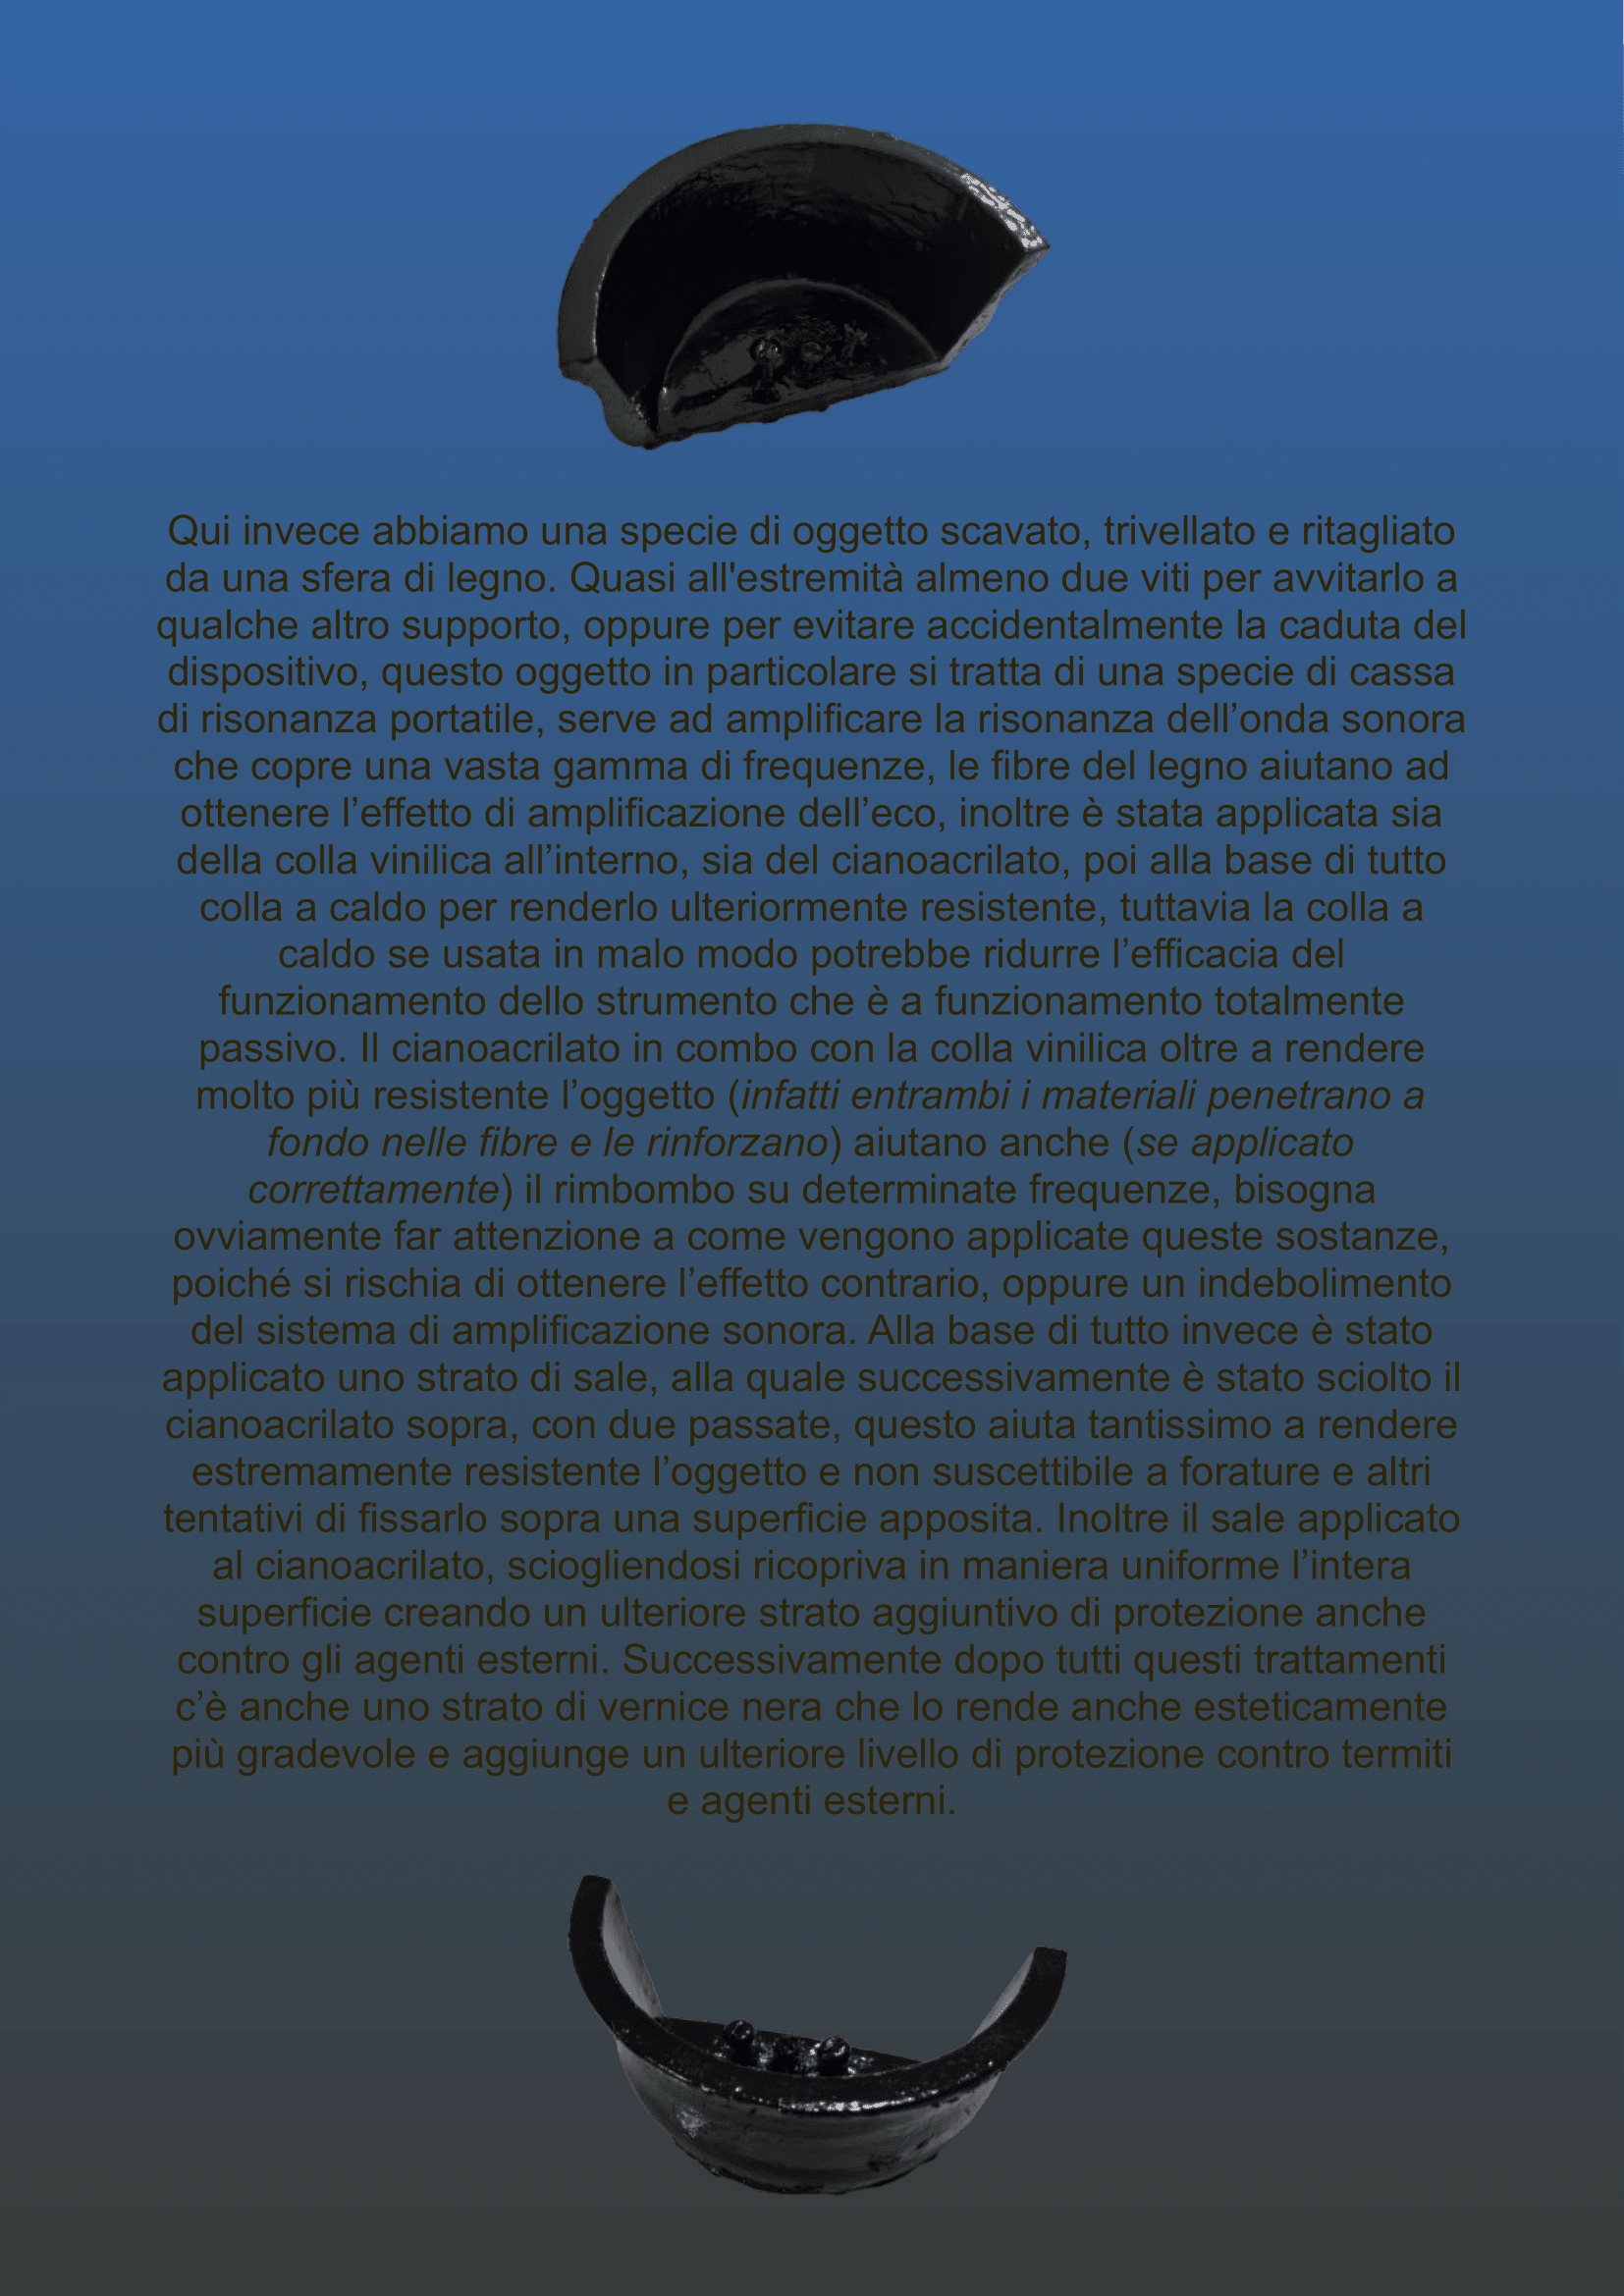 Qui invece abbiamo una specie di oggetto scavato, trivellato e ritagliato
da una sfera di legno. Quasi all'estremità almeno due viti per avvitarlo a
qualche altro supporto, oppure per evitare accidentalmente la caduta del
dispositivo, questo oggetto in particolare si tratta di una specie di cassa
di risonanza portatile, serve ad amplificare la risonanza dell’onda sonora
che copre una vasta gamma di frequenze, le fibre del legno aiutano ad
ottenere l’effetto di amplificazione dell’eco, inoltre è stata applicata sia
della colla vinilica all’interno, sia del cianoacrilato, poi alla base di tutto
colla a caldo per renderlo ulteriormente resistente, tuttavia la colla a
caldo se usata in malo modo potrebbe ridurre l’efficacia del
funzionamento dello strumento che è a funzionamento totalmente
passivo. Il cianoacrilato in combo con la colla vinilica oltre a rendere
molto più resistente l’oggetto (infatti entrambi i materiali penetrano a
fondo nelle fibre e le rinforzano) aiutano anche (se applicato
correttamente) il rimbombo su determinate frequenze, bisogna
ovviamente far attenzione a come vengono applicate queste sostanze,
poiché si rischia di ottenere l’effetto contrario, oppure un indebolimento
del sistema di amplificazione sonora. Alla base di tutto invece è stato
applicato uno strato di sale, alla quale successivamente è stato sciolto il
cianoacrilato sopra, con due passate, questo aiuta tantissimo a rendere
estremamente resistente l’oggetto e non suscettibile a forature e altri
tentativi di fissarlo sopra una superficie apposita. Inoltre il sale applicato
al cianoacrilato, sciogliendosi ricopriva in maniera uniforme l’intera
superficie creando un ulteriore strato aggiuntivo di protezione anche
contro gli agenti esterni. Successivamente dopo tutti questi trattamenti
c’è anche uno strato di vernice nera che lo rende anche esteticamente
più gradevole e aggiunge un ulteriore livello di protezione contro termiti
e agenti esterni.